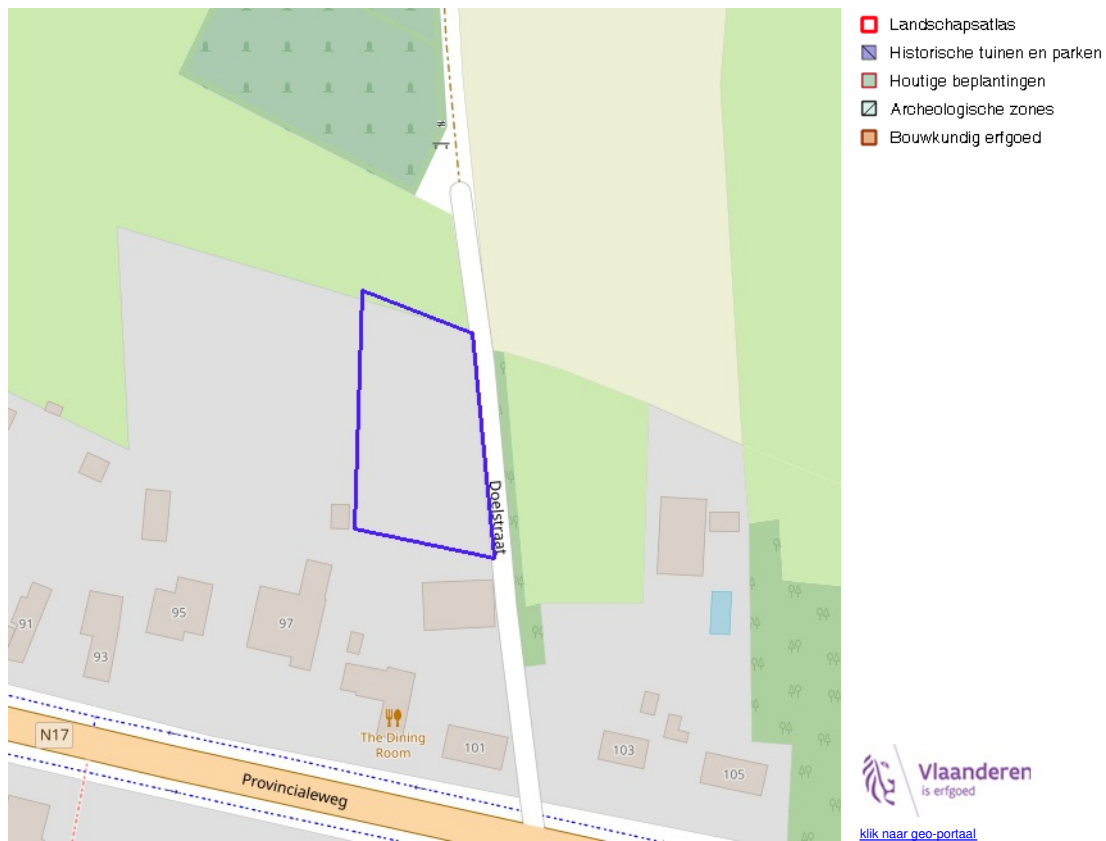 Landschapsatlas
Historische tuinen en parken
Houtige beplantingen
Archeologische zones
Bouwkundig erfgoed
Doelstraat
91
93
95
97
The Dining
Room
101
103
105
N17
Provincialeweg
Vlaanderen
is erfgoed
klik naar geo-portaal